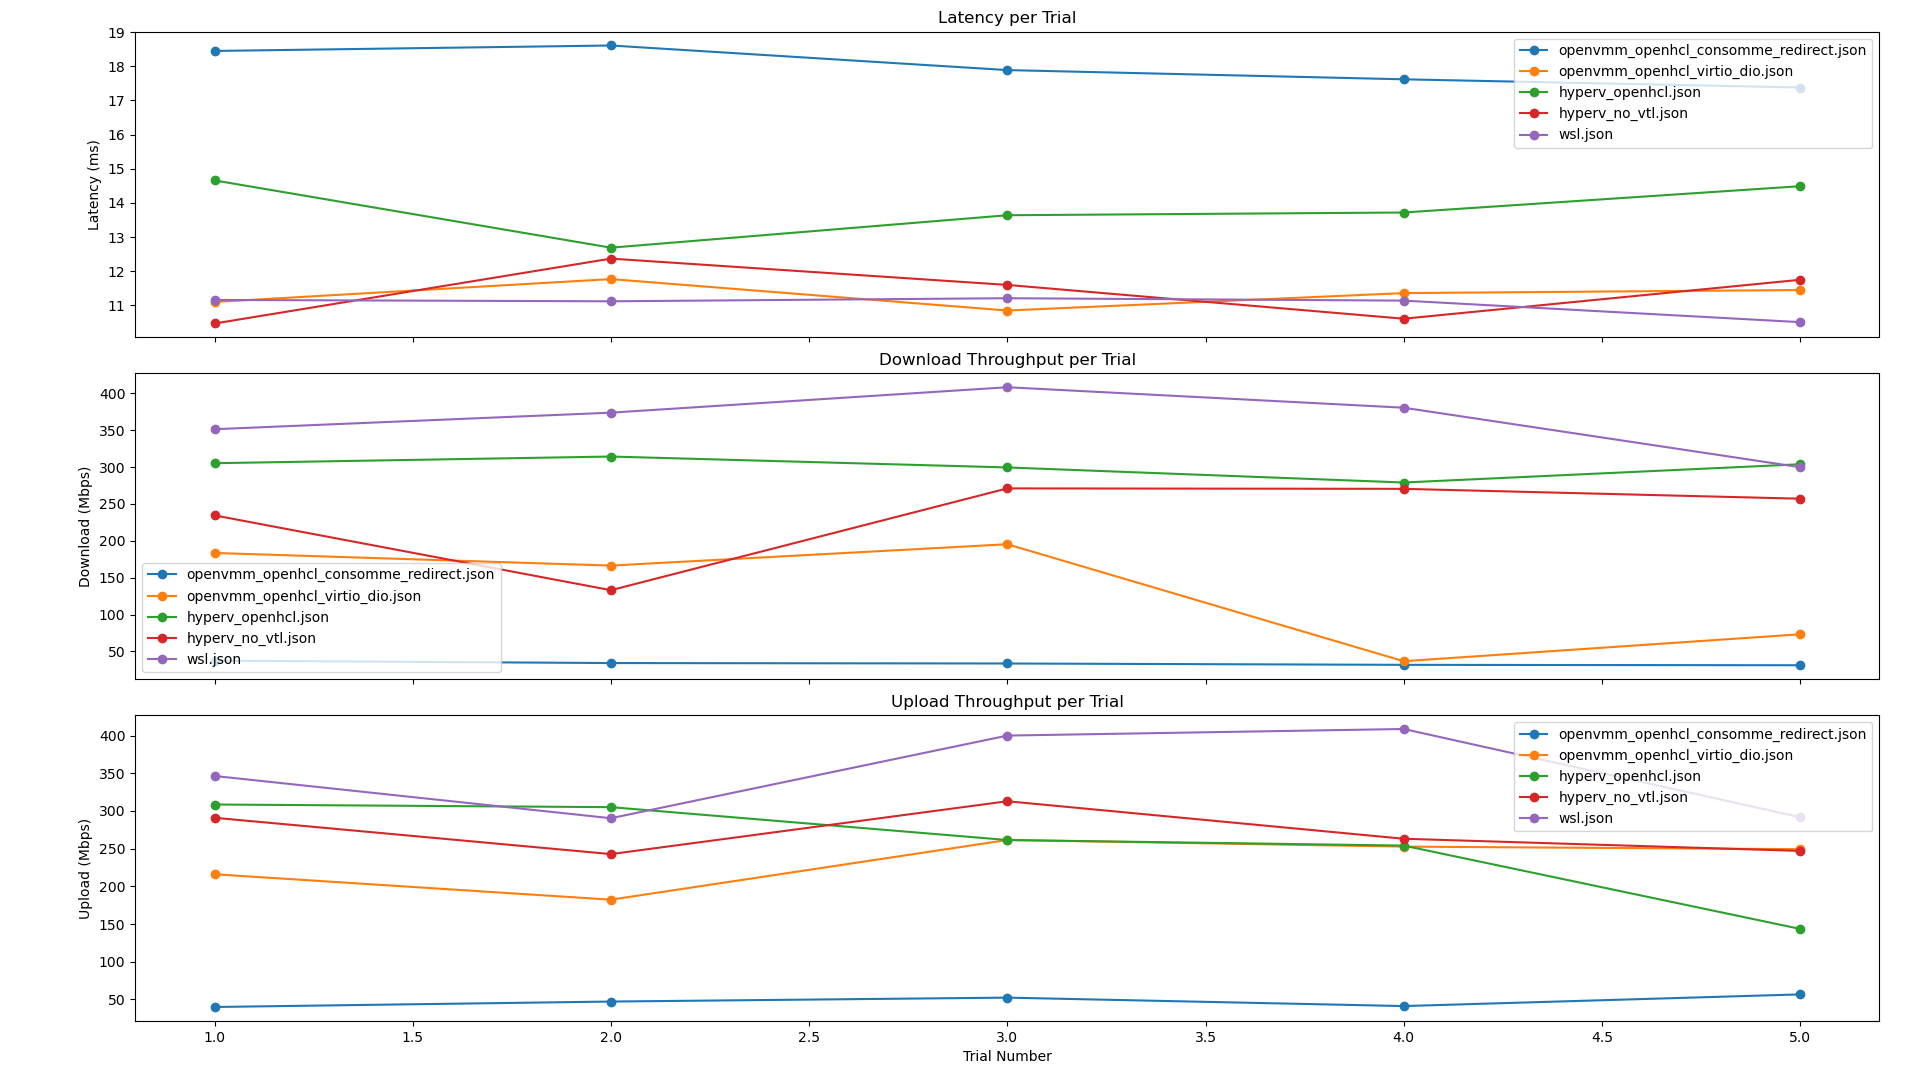 Latency per Trial
19
18
17
16
15
14
13
12
11
Latency (ms)
openvmm_openhcl_consomme_redirect.json
openvmm_openhcl_virtio_dio.json
hyperv_openhcl.json
hyperv_no_vtl.json
wsl.json
Download Throughput per Trial
400
350
300
250
200
150
100
50
Download (Mbps)
openvmm_openhcl_consomme_redirect.json
openvmm_openhcl_virtio_dio.json
hyperv_openhcl.json
hyperv_no_vtl.json
wsl.json
Upload Throughput per Trial
400
350
300
250
200
150
100
50
Upload (Mbps)
openvmm_openhcl_consomme_redirect.json
openvmm_openhcl_virtio_dio.json
hyperv_openhcl.json
hyperv_no_vtl.json
wsl.json
1.0 1.5 2.0 2.5 3.0 3.5 4.0 4.5 5.0
Trial Number